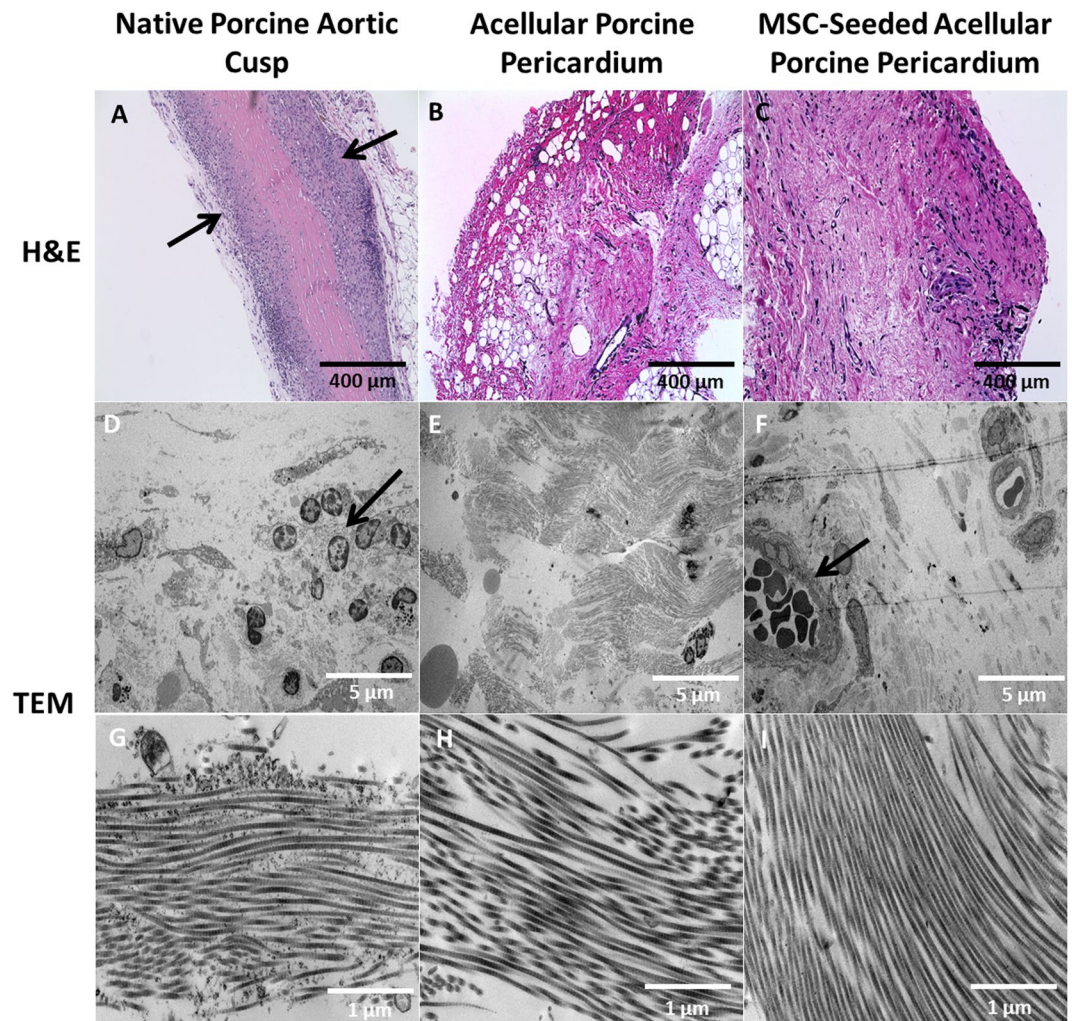 Native Porcine Aortic
Cusp
Acellular Porcine
Pericardium
MSC-Seeded Acellular
Porcine Pericardium
H&E
A
400 µm
B
400 µm
C
400 µm
TEM
D
5 µm
E
5 µm
F
5 µm
G
1 µm
H
1 µm
I
1 µm